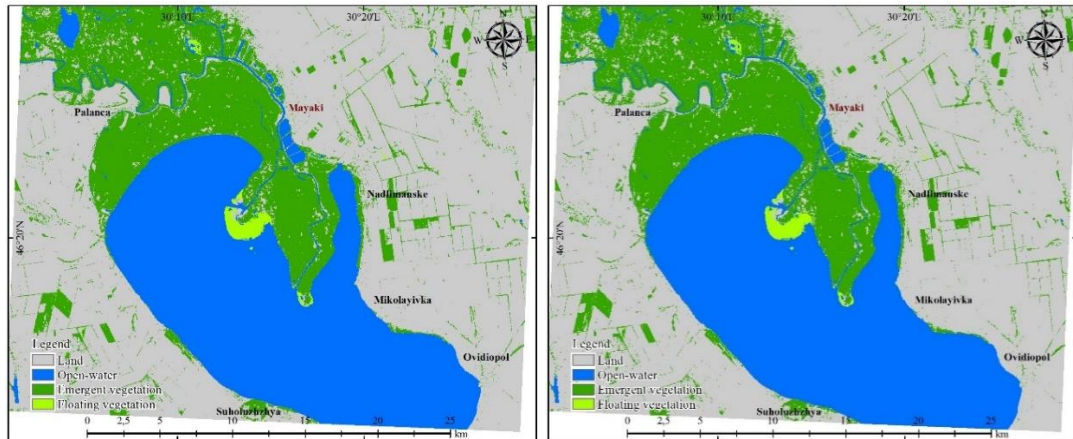 30°10'E 30°20'E
N
W E
S
Palanca
Mayaki
Nadlimanske
46°20'N
Mikolayivka
Ovidiopol
Legend
Land
Open-water
Emergent vegetation
Floating vegetation
Suholuzhzhya
0 2,5 5 10 15 20 25
km
30°10'E 30°20'E
N
W E
S
Palanca
Mayaki
Nadlimanske
46°20'N
Mikolayivka
Ovidiopol
Legend
Land
Open-water
Emergent vegetation
Floating vegetation
Suholuzhzhya
0 2,5 5 10 15 20 25
km